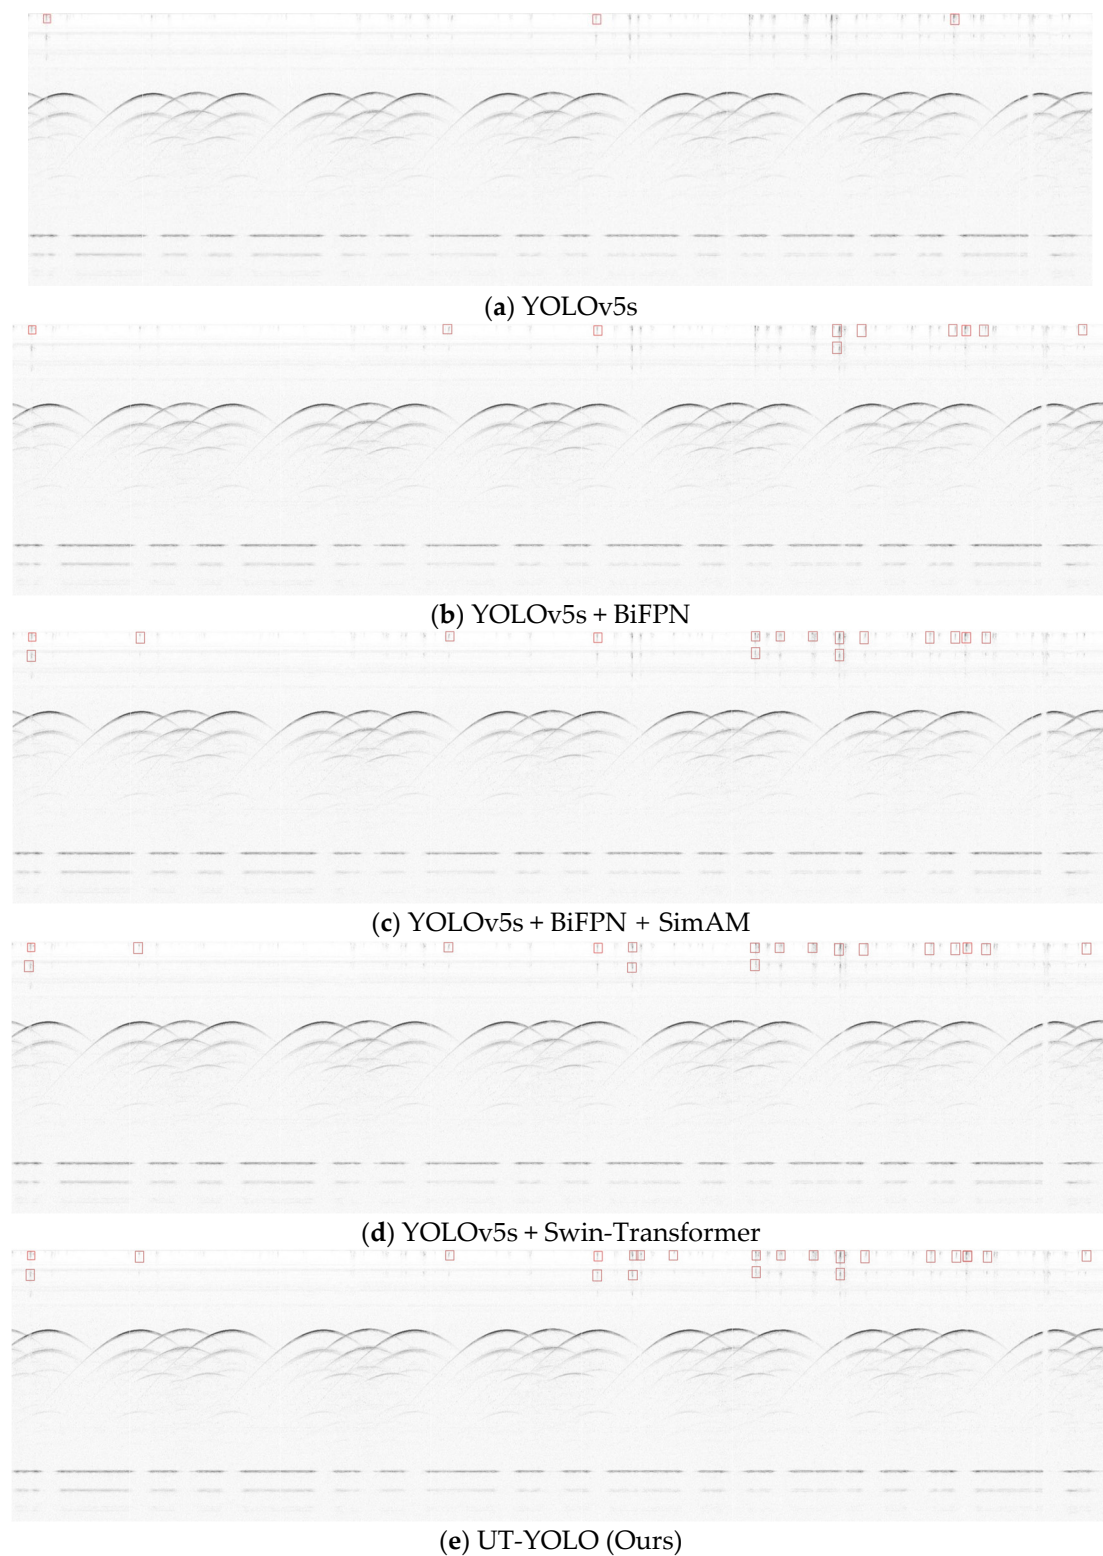 (a) YOLOv5s
(b) YOLOv5s + BiFPN
(c) YOLOv5s + BiFPN + SimAM
(d) YOLOv5s + Swin-Transformer
(e) UT-YOLO (Ours)